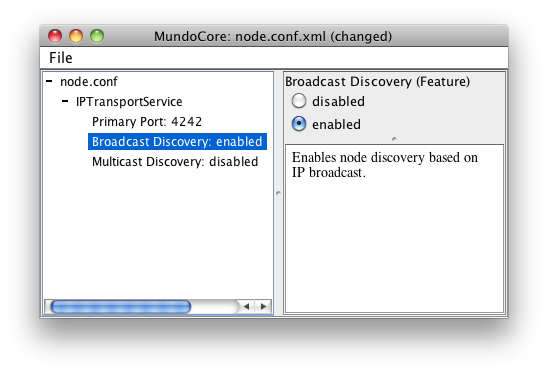 MundoCore: node.conf.xml (changed)
File
node.conf
IPTransportService
Primary Port: 4242
Broadcast Discovery: enabled
Multicast Discovery: disabled
Broadcast Discovery (Feature)
disabled
enabled
Enables node discovery based on
IP broadcast.